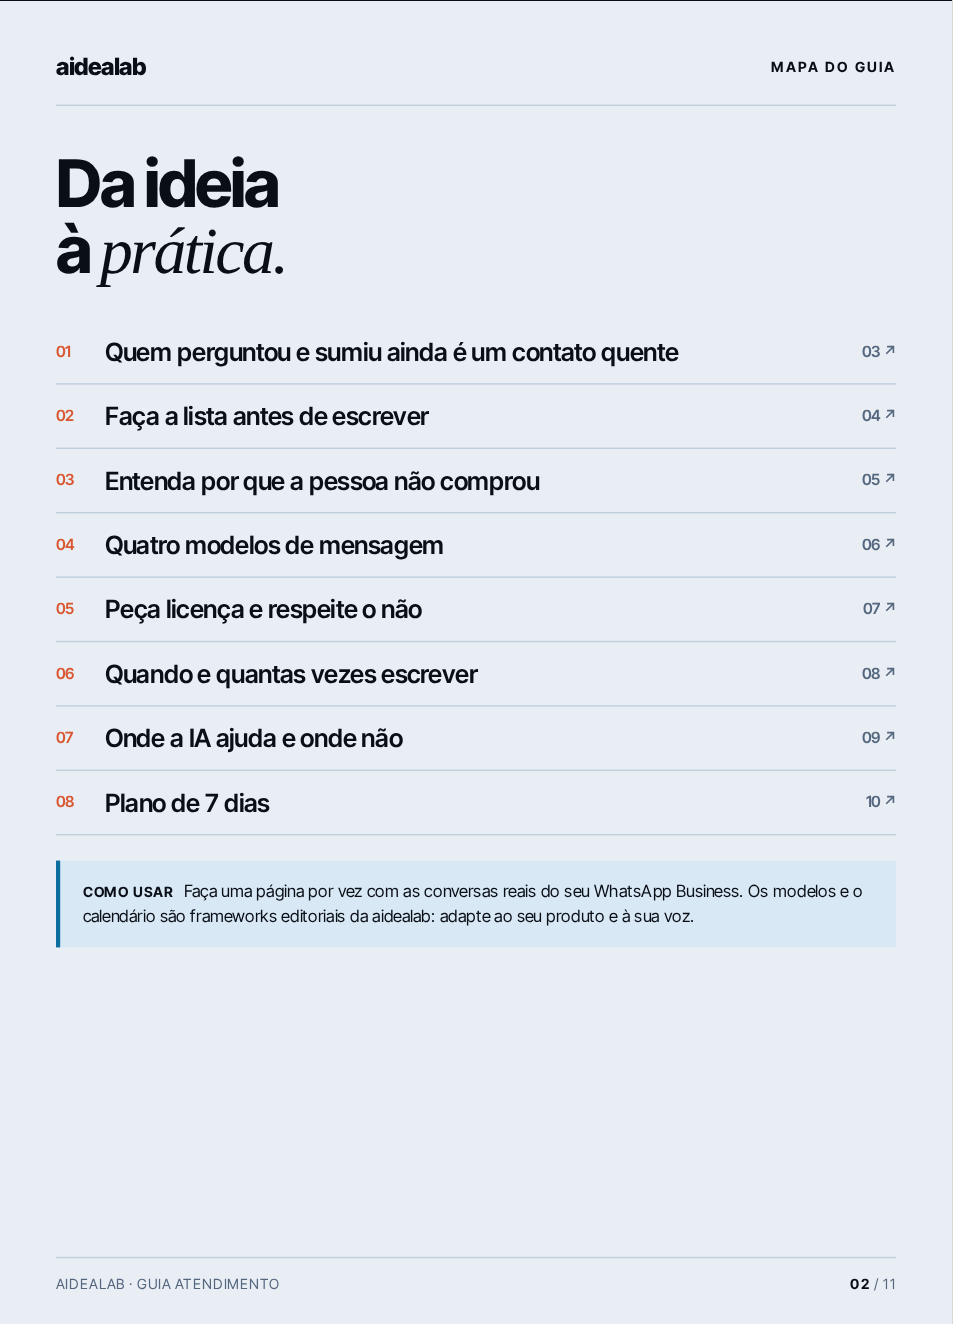 aidealab
MAPA DO GUIA
Da ideia
à prática.
01 Quem perguntou e sumiu ainda é um contato quente 03 ↗
02 Faça a lista antes de escrever 04 ↗
03 Entenda por que a pessoa não comprou 05 ↗
04 Quatro modelos de mensagem 06 ↗
05 Peça licença e respeite o não 07 ↗
06 Quando e quantas vezes escrever 08 ↗
07 Onde a IA ajuda e onde não 09 ↗
08 Plano de 7 dias 10 ↗
COMO USAR Faça uma página por vez com as conversas reais do seu WhatsApp Business. Os modelos e o
calendário são frameworks editoriais da aidealab: adapte ao seu produto e à sua voz.
AIDEALAB · GUIA ATENDIMENTO
02 / 11